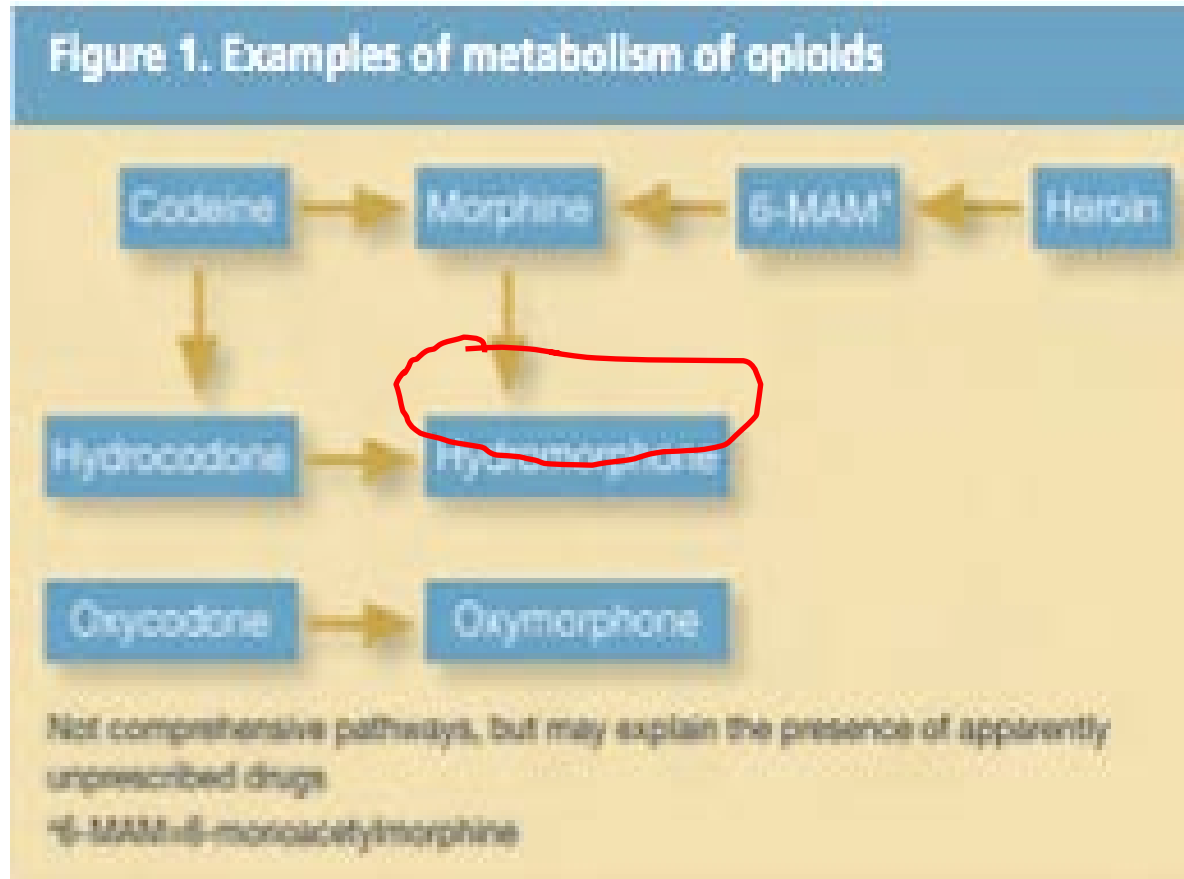 Figure 1. Examples of metabolism of opioids
Codeine Morphine 6-MAM* Heroin
Hydrocodone Hydromorphone
Oxycodone Oxymorphone
Not comprehensive pathways, but may explain the presence of apparently
unprescribed drugs
*6-MAM=6-monoacetylmorphine